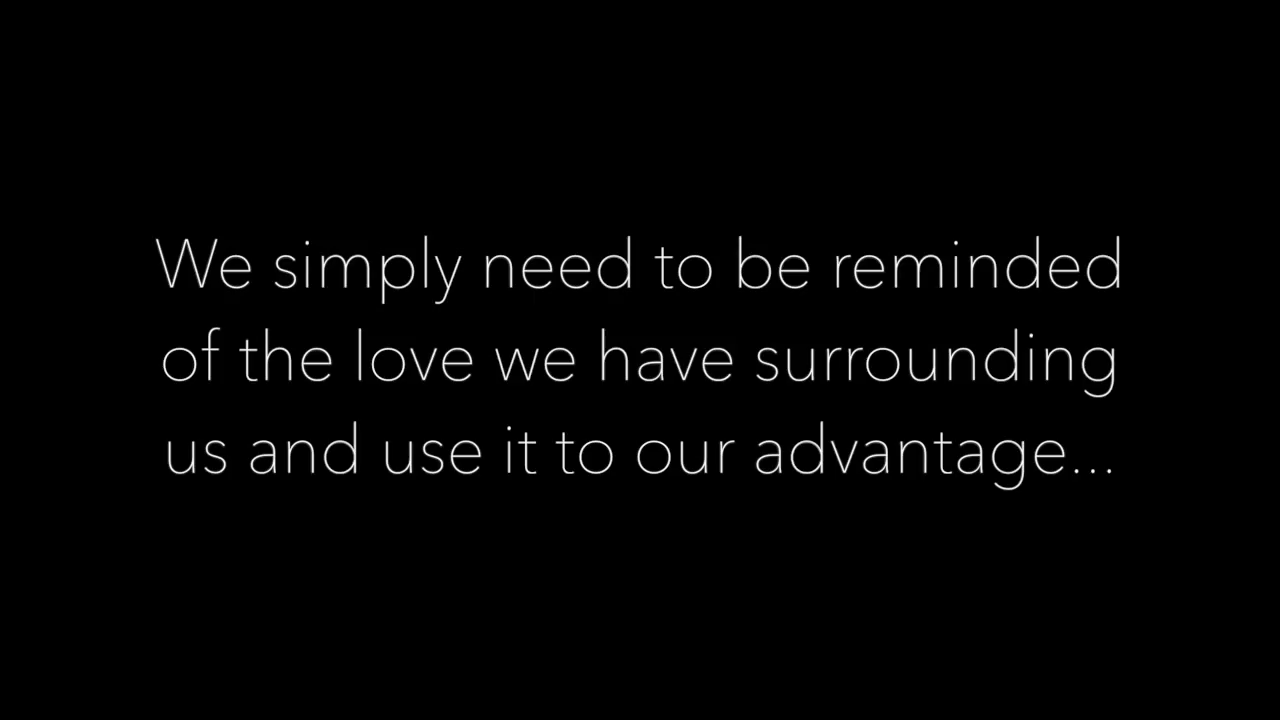 We simply need to be reminded
of the love we have surrounding
us and use it to our advantage...